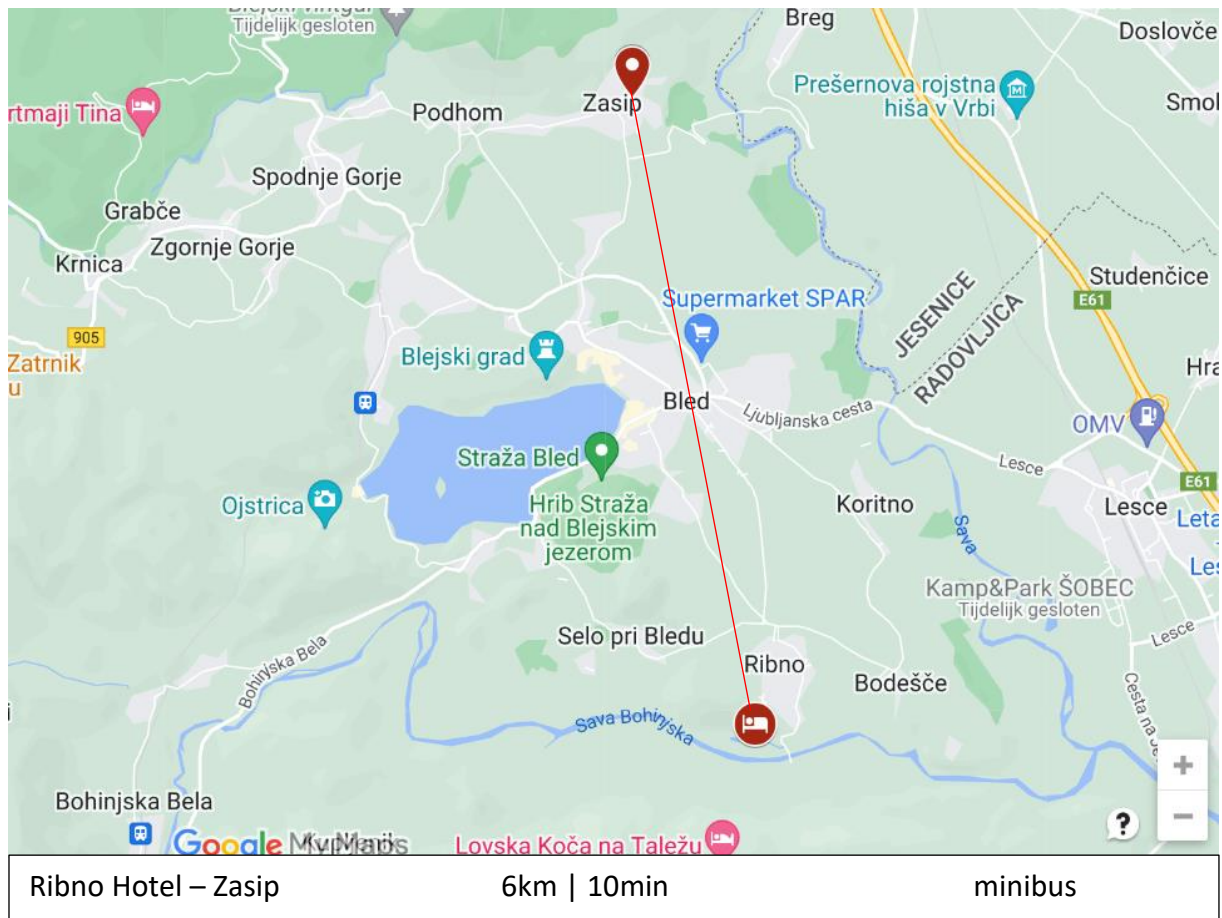 Blejski vintgar
Tijdelijk gesloten
Breg
Doslovče
rtmaji Tina
Podhom
Zasip
Prešernova rojstna
hiša v Vrbi
Smol
Spodnje Gorje
Grabče
Zgornje Gorje
Krnica
Studenčice
E61
Supermarket SPAR
JESENICE
RADOVLJICA
905
Zatrnik
u
Blejski grad
Hra
Bled
Ljubljanska cesta
OMV
Straža Bled
Lesce
E61
Ojstrica
Hrib Straža
nad Blejskim
jezerom
Koritno
Lesce
Leta
Les
Sava
Kamp&Park ŠOBEC
Tijdelijk gesloten
Selo pri Bledu
Lesce
Bohinjska Bela
Ribno
Bodešče
Cesta na
Sava Bohinjska
+
Bohinjska Bela
?
−
Google My Maps
Kupljenik
Lovska Koča na Taležu
Ribno Hotel – Zasip 6km | 10min minibus